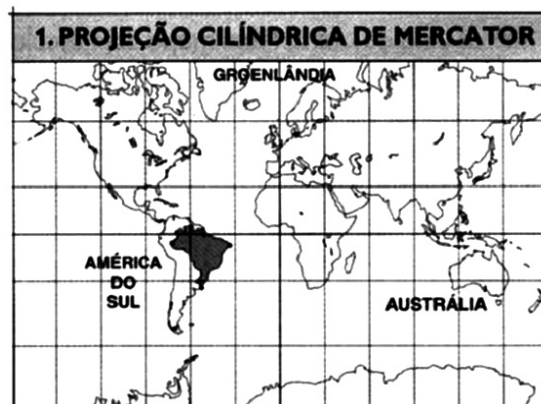 1. PROJEÇÃO CILÍNDRICA DE MERCATOR
GROENLÂNDIA
AMÉRICA
DO
SUL
AUSTRÁLIA